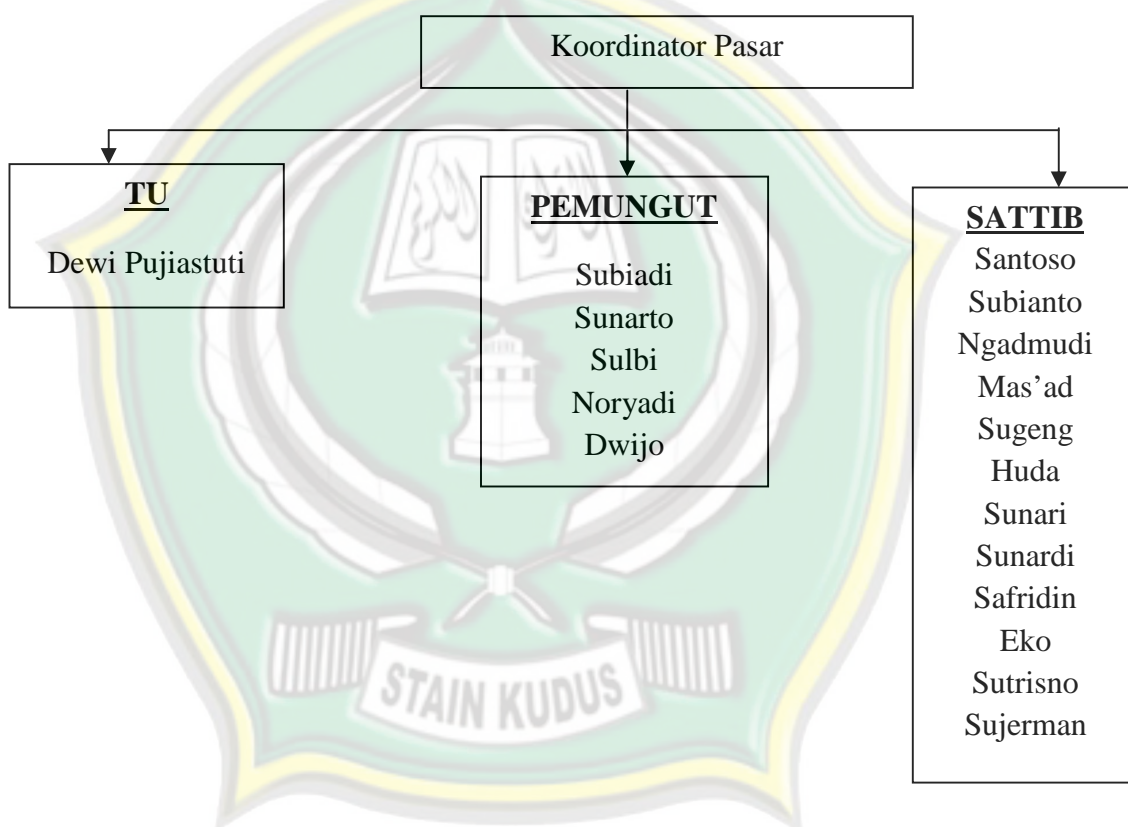 Koordinator Pasar
TU
Dewi Pujiastuti
PEMUNGUT
Subiadi
Sunarto
Sulbi
Noryadi
Dwijo
SATTIB
Santoso
Subianto
Ngadmudi
Mas’ad
Sugeng
Huda
Sunari
Sunardi
Safridin
Eko
Sutrisno
Sujerman
STAIN KUDUS